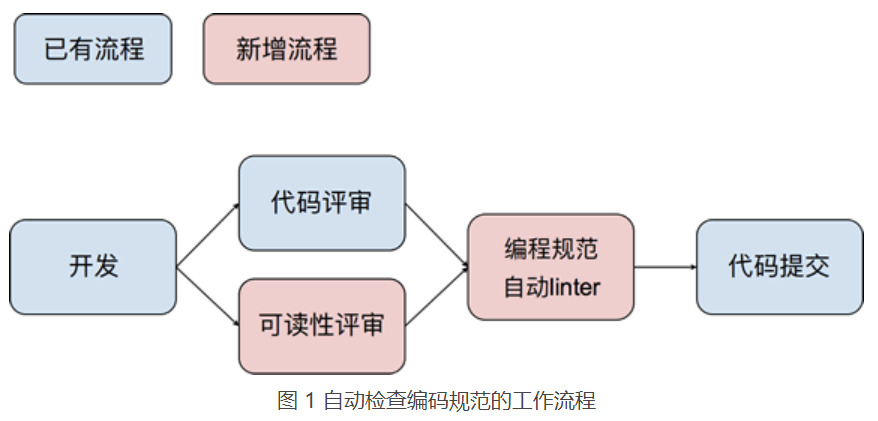 已有流程
新增流程
代码评审
开发
可读性评审
编程规范
自动linter
代码提交
图 1 自动检查编码规范的工作流程